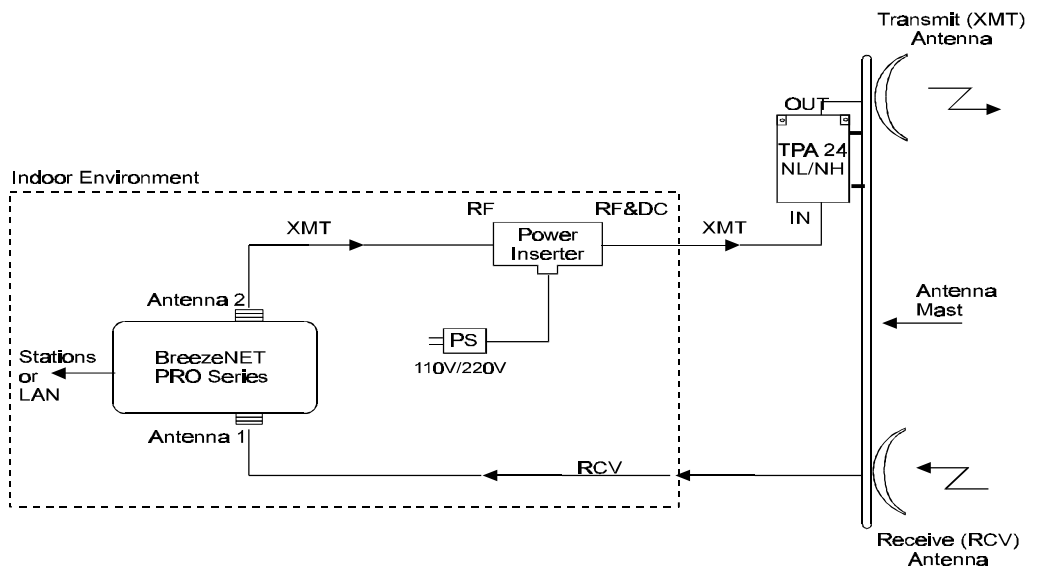 Transmit (XMT)
Antenna
OUT
TPA 24
NL/NH
IN
Indoor Environment
RF
RF&DC
XMT
XMT
Power
Inserter
Antenna 2
PS
110V/220V
Antenna
Mast
Stations
or
LAN
BreezeNET
PRO Series
Antenna 1
RCV
Receive (RCV)
Antenna